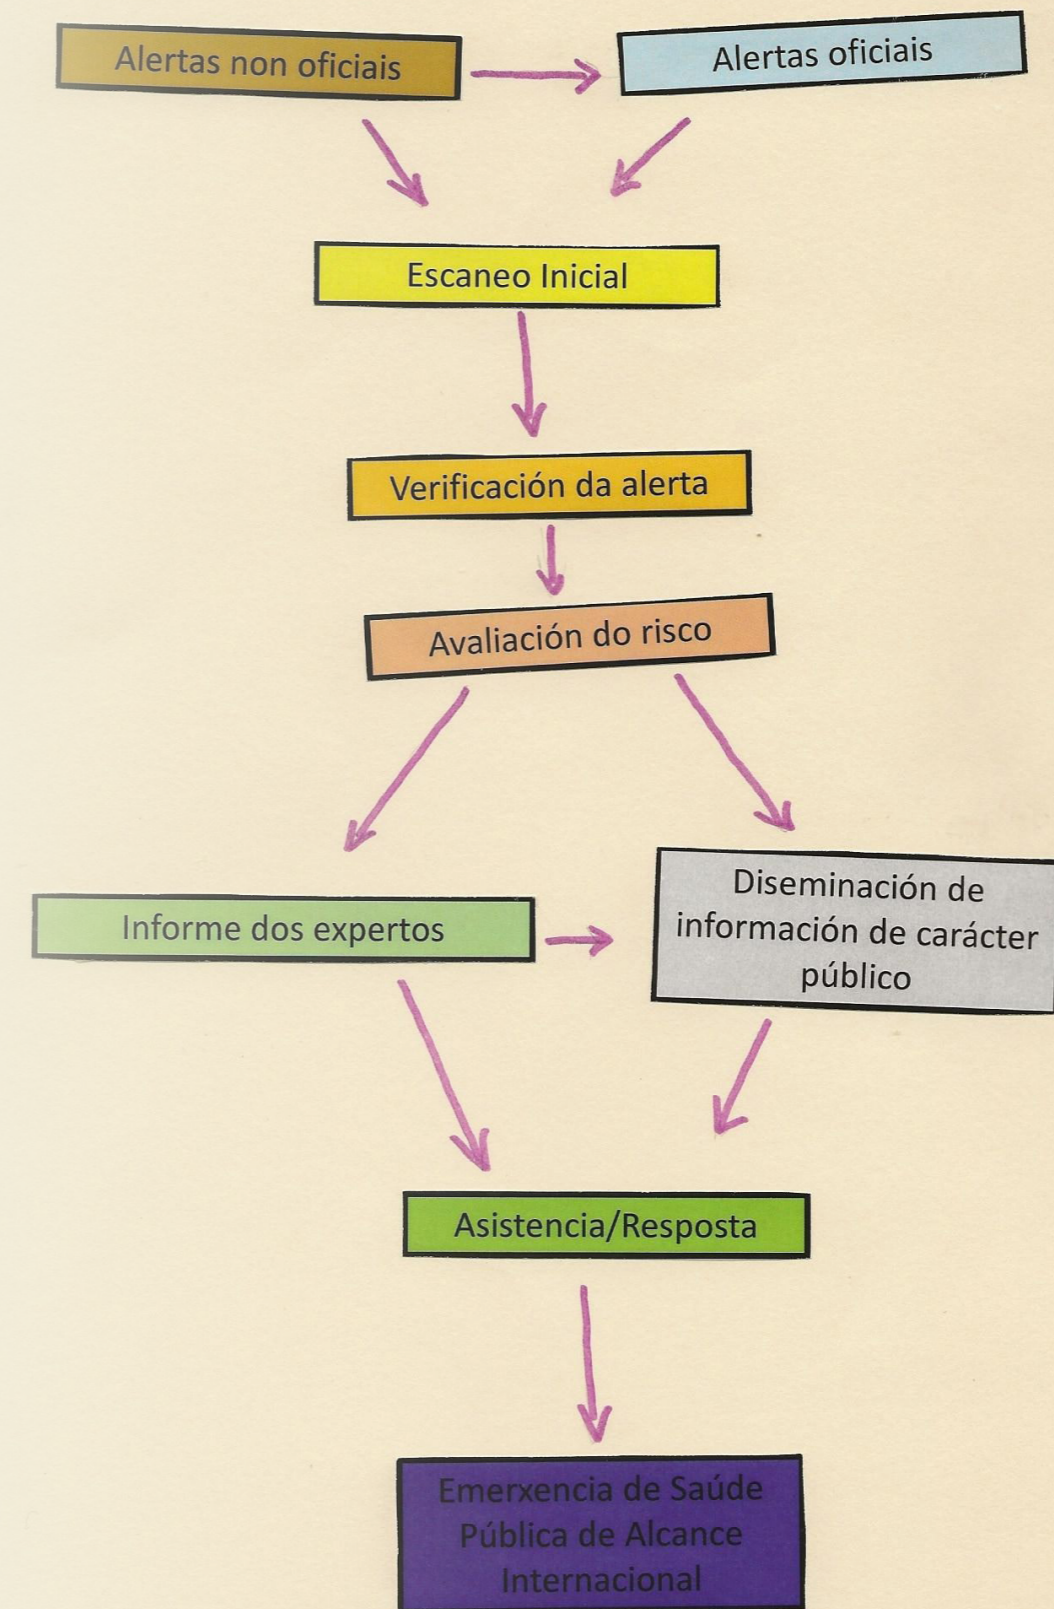 Alertas non oficiais
Alertas oficiais
Escaneo Inicial
Verificación da alerta
Avaliación do risco
Informe dos expertos
Diseminación de
información de carácter
público
Asistencia/Resposta
Emerxencia de Saúde
Pública de Alcance
Internacional